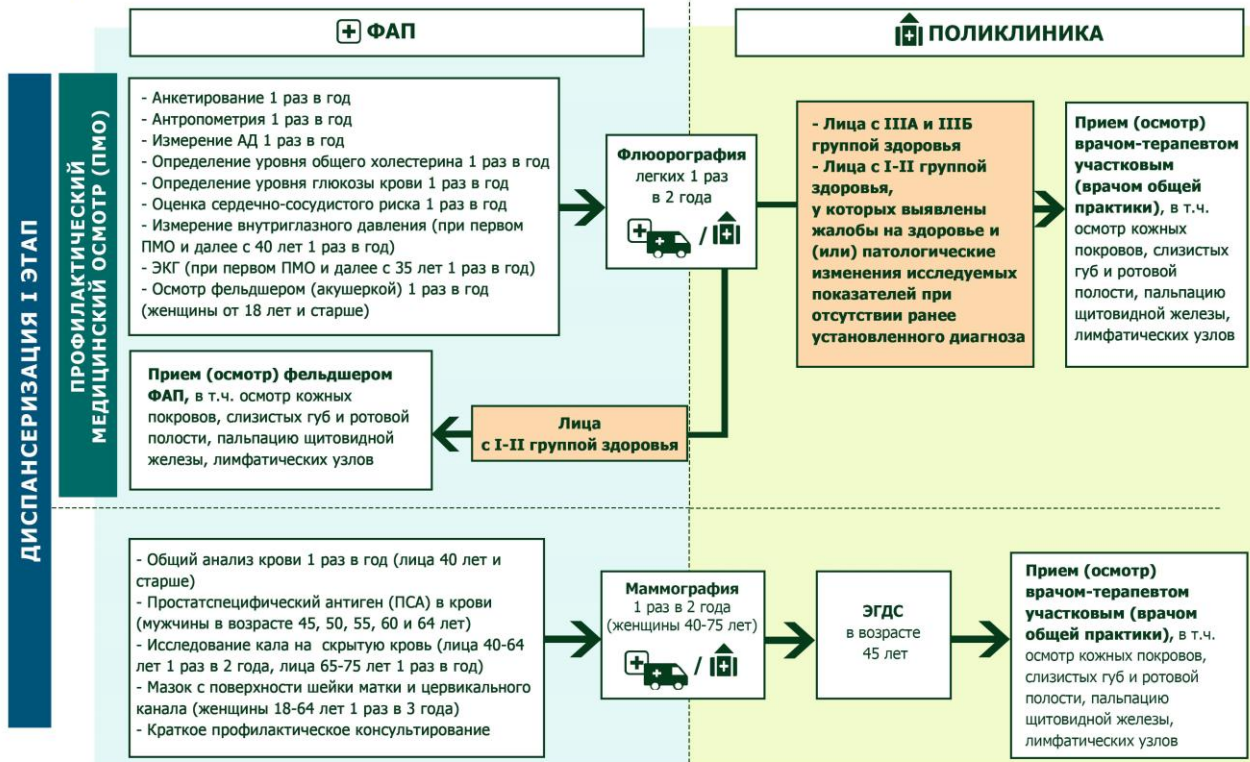 ФАП
ПОЛИКЛИНИКА
ДИСПАНСЕРИЗАЦИЯ I ЭТАП
ПРОФИЛАКТИЧЕСКИЙ
МЕДИЦИНСКИЙ ОСМОТР (ПМО)
- Анкетирование 1 раз в год
- Антропометрия 1 раз в год
- Измерение АД 1 раз в год
- Определение уровня общего холестерина 1 раз в год
- Определение уровня глюкозы крови 1 раз в год
- Оценка сердечно-сосудистого риска 1 раз в год
- Измерение внутриглазного давления (при первом
ПМО и далее с 40 лет 1 раз в год)
- ЭКГ (при первом ПМО и далее с 35 лет 1 раз в год)
- Осмотр фельдшером (акушеркой) 1 раз в год
(женщины от 18 лет и старше)
Флюорография
легких 1 раз
в 2 года
/
- Лица с IIIА и IIIБ
группой здоровья
- Лица с I-II группой
здоровья,
у которых выявлены
жалобы на здоровье и
(или) патологические
изменения исследуемых
показателей при
отсутствии ранее
установленного диагноза
Прием (осмотр)
врачом-терапевтом
участковым
(врачом общей
практики), в т.ч.
осмотр кожных
покровов, слизистых
губ и ротовой
полости, пальпацию
щитовидной железы,
лимфатических узлов
Прием (осмотр) фельдшером
ФАП, в т.ч. осмотр кожных
покровов, слизистых губ и ротовой
полости, пальпацию щитовидной
железы, лимфатических узлов
Лица
с I-II группой здоровья
- Общий анализ крови 1 раз в год (лица 40 лет и
старше)
- Простатспецифический антиген (ПСА) в крови
(мужчины в возрасте 45, 50, 55, 60 и 64 лет)
- Исследование кала на скрытую кровь (лица 40-64
лет 1 раз в 2 года, лица 65-75 лет 1 раз в год)
- Мазок с поверхности шейки матки и цервикального
канала (женщины 18-64 лет 1 раз в 3 года)
- Краткое профилактическое консультирование
Маммография
1 раз в 2 года
(женщины 40-75 лет)
/
ЭГДС
в возрасте
45 лет
Прием (осмотр)
врачом-терапевтом
участковым (врачом
общей практики), в т.ч.
осмотр кожных покровов,
слизистых губ и ротовой
полости, пальпацию
щитовидной железы,
лимфатических узлов